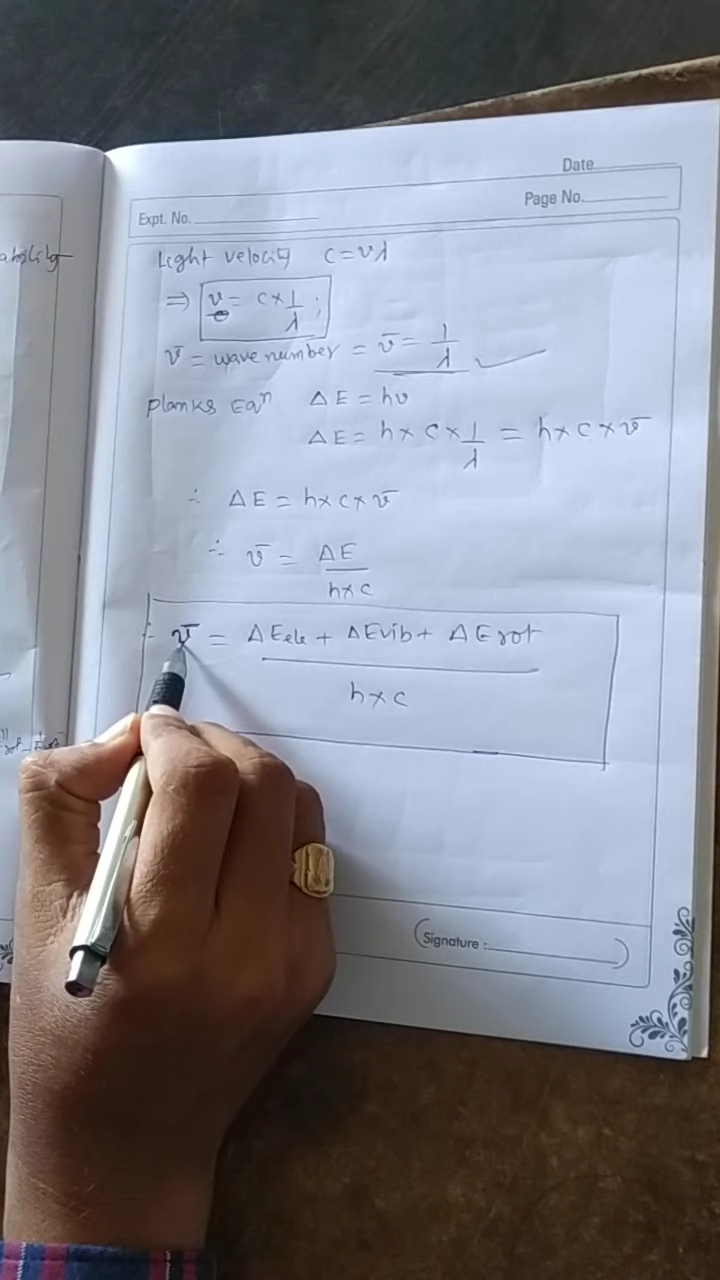 Date
Page No.
Expt. No.
Light velocity C = νλ
⇒ ν = C × 1/λ ;
ν̄ = wave number = ν̄ = 1/λ
Planks Eqⁿ ΔE = hν
ΔE = h × C × 1/λ = h × C × ν̄
∴ ΔE = h × C × ν̄
∴ ν̄ = ΔE / h × C
∴ ν̄ = ΔEele + ΔEvib + ΔErot / h × C
Signature :